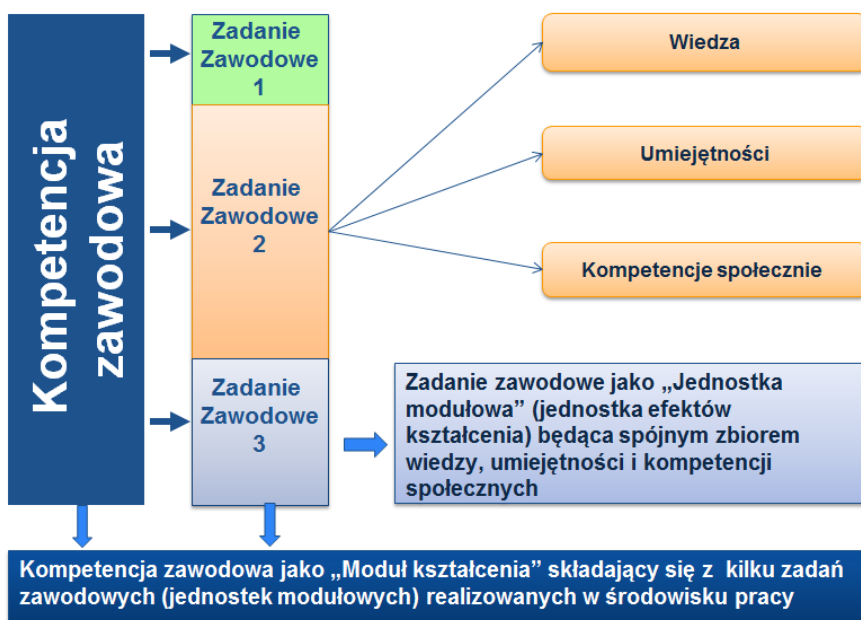 Kompetencja
zawodowa
Zadanie
Zawodowe
1
Zadanie
Zawodowe
2
Zadanie
Zawodowe
3
Wiedza
Umiejętności
Kompetencje społecznie
Zadanie zawodowe jako „Jednostka
modułowa” (jednostka efektów
kształcenia) będąca spójnym zbiorem
wiedzy, umiejętności i kompetencji
społecznych
Kompetencja zawodowa jako „Moduł kształcenia” składający się z kilku zadań
zawodowych (jednostek modułowych) realizowanych w środowisku pracy